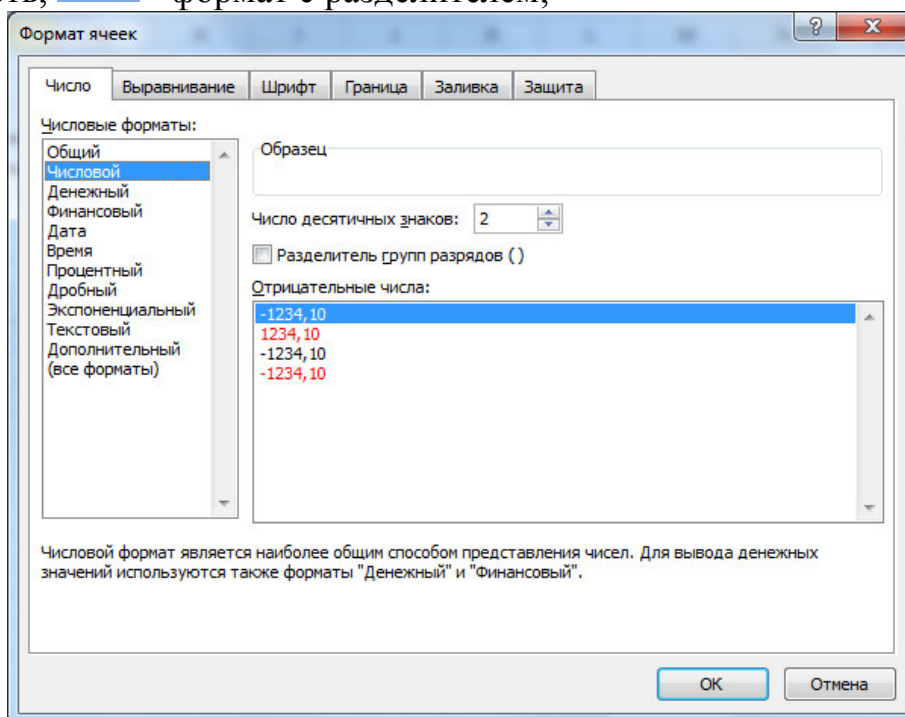 формат с разделителем,
Формат ячеек
Число Выравнивание Шрифт Граница Заливка Защита
Числовые форматы:
Общий
Числовой
Денежный
Финансовый
Дата
Время
Процентный
Дробный
Экспоненциальный
Текстовый
Дополнительный
(все форматы)
Образец
Число десятичных знаков: 2
Разделитель групп разрядов ( )
Отрицательные числа:
-1234,10
1234,10
-1234,10
-1234,10
Числовой формат является наиболее общим способом представления чисел. Для вывода денежных
значений используются также форматы "Денежный" и "Финансовый".
ОК Отмена